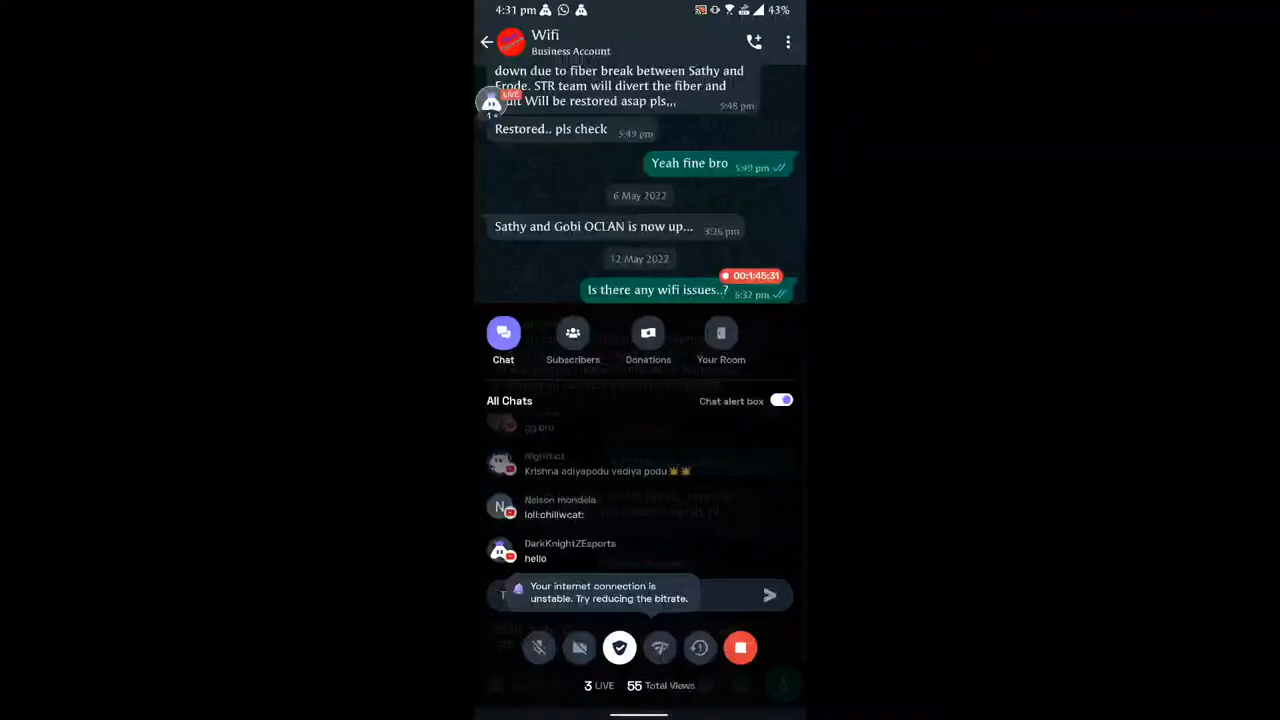 4:31 pm
43%
Wifi
Business Account
down due to fiber break between Sathy and
Erode. STR team will divert the fiber and
Will be restored asap pls,,,
5:48 pm
LIVE
1
Restored.. pls check
5:49 pm
Yeah fine bro
5:49 pm
6 May 2022
Sathy and Gobi OCLAN is now up...
3:26 pm
12 May 2022
00:1:45:31
Is there any wifi issues..?
5:32 pm
Chat
Subscribers
Donations
Your Room
All Chats
Chat alert box
gg bro
Nightbot
Krishna adiyapodu vediya podu💥💥
N
Nelson mondela
loll:chillwcat:
DarkKnightZEsports
hello
Your internet connection is
unstable. Try reducing the bitrate.
3 LIVE
55 Total Views